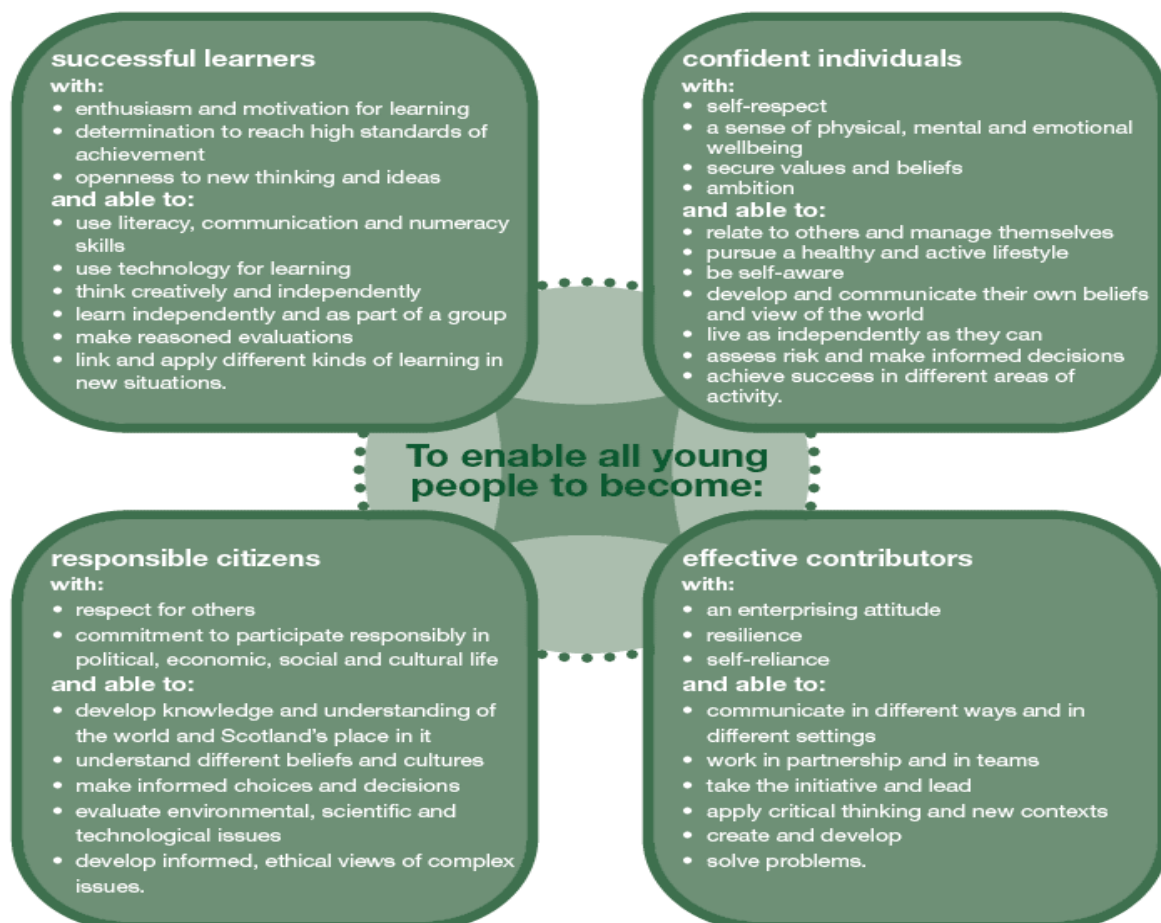 successful learners
with:
• enthusiasm and motivation for learning
• determination to reach high standards of
achievement
• openness to new thinking and ideas
and able to:
• use literacy, communication and numeracy
skills
• use technology for learning
• think creatively and independently
• learn independently and as part of a group
• make reasoned evaluations
• link and apply different kinds of learning in
new situations.
confident individuals
with:
• self-respect
• a sense of physical, mental and emotional
wellbeing
• secure values and beliefs
• ambition
and able to:
• relate to others and manage themselves
• pursue a healthy and active lifestyle
• be self-aware
• develop and communicate their own beliefs
and view of the world
• live as independently as they can
• assess risk and make informed decisions
• achieve success in different areas of
activity.
To enable all young
people to become:
responsible citizens
with:
• respect for others
• commitment to participate responsibly in
political, economic, social and cultural life
and able to:
• develop knowledge and understanding of
the world and Scotland's place in it
• understand different beliefs and cultures
• make informed choices and decisions
• evaluate environmental, scientific and
technological issues
• develop informed, ethical views of complex
issues.
effective contributors
with:
• an enterprising attitude
• resilience
• self-reliance
and able to:
• communicate in different ways and in
different settings
• work in partnership and in teams
• take the initiative and lead
• apply critical thinking and new contexts
• create and develop
• solve problems.